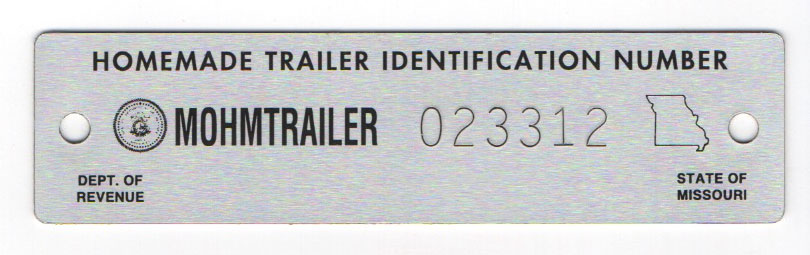 HOMEMADE TRAILER IDENTIFICATION NUMBER
MOHMTRAILER 023312
DEPT. OF
REVENUE
STATE OF
MISSOURI